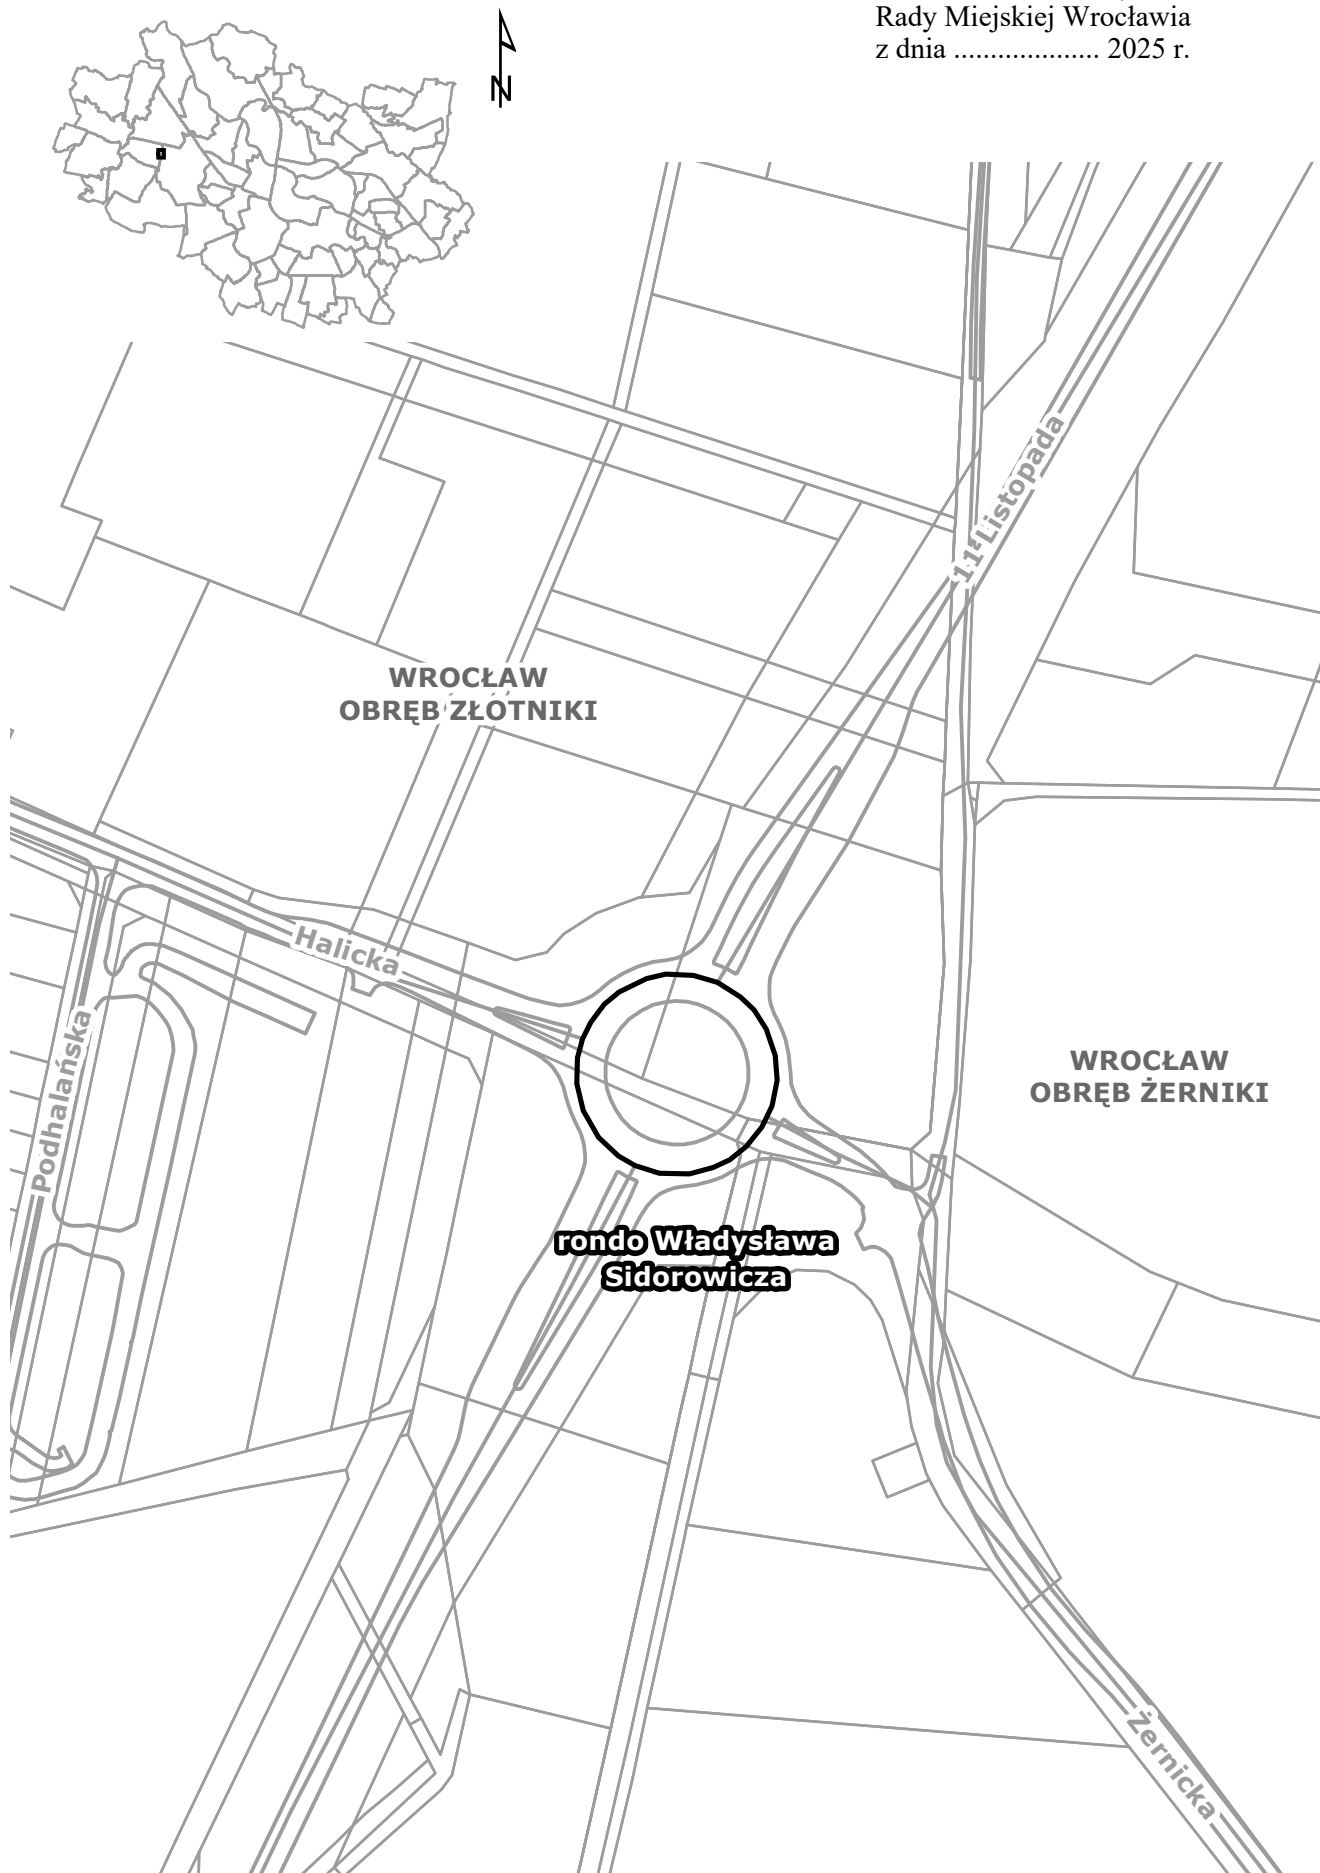 Rady Miejskiej Wrocławia
z dnia .................... 2025 r.
N
11 Listopada
WROCŁAW
OBRĘB ZŁOTNIKI
Halicka
Podhalańska
WROCŁAW
OBRĘB ŻERNIKI
rondo Władysława
Sidorowicza
Żernicka